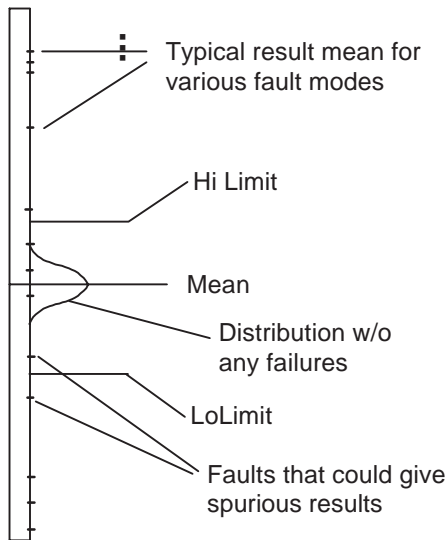 Typical result mean for
various fault modes
Hi Limit
Mean
Distribution w/o
any failures
LoLimit
Faults that could give
spurious results